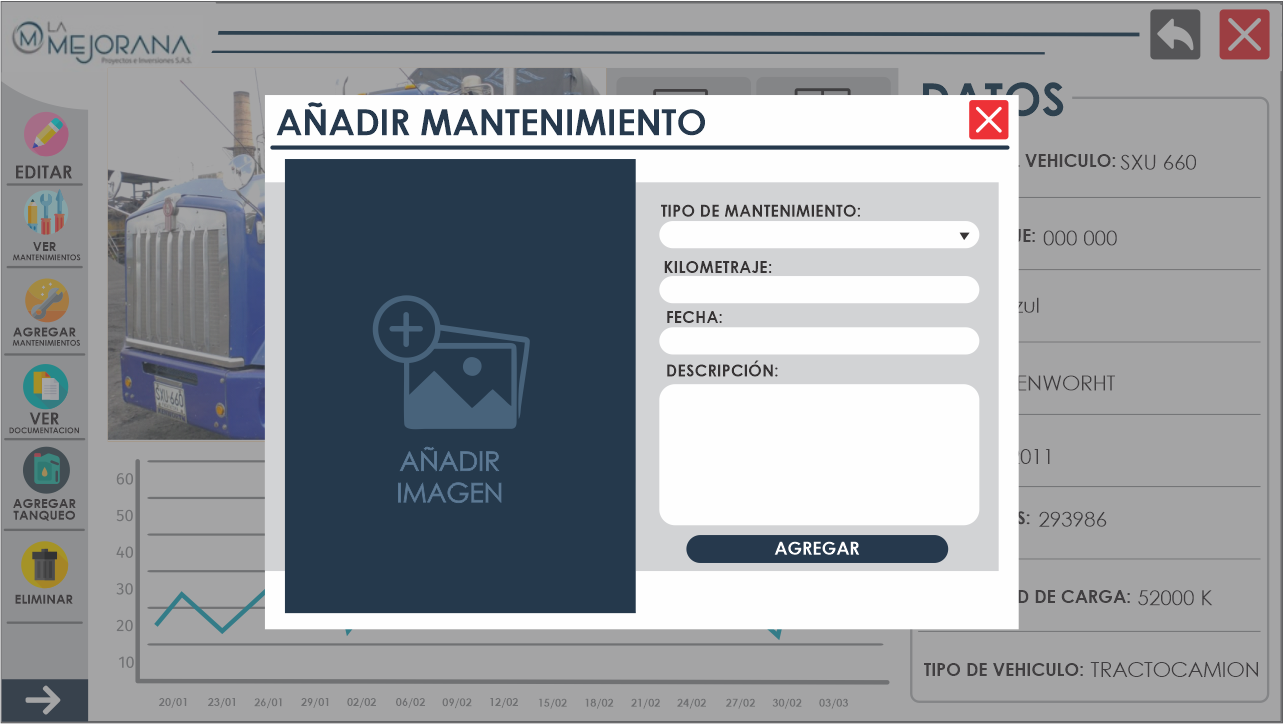 LA
MEJORANA
Proyectos e Inversiones S.A.S.
EDITAR
VER
MANTENIMIENTOS
AGREGAR
MANTENIMIENTOS
VER
DOCUMENTACION
AGREGAR
TANQUEO
ELIMINAR
SXU-660
AÑADIR MANTENIMIENTO
AÑADIR
IMAGEN
TIPO DE MANTENIMIENTO:
KILOMETRAJE:
FECHA:
DESCRIPCIÓN:
AGREGAR
DATOS
VEHICULO: SXU 660
JE: 000 000
zul
ENWORHT
2011
S: 293986
D DE CARGA: 52000 K
TIPO DE VEHICULO: TRACTOCAMION
60
50
40
30
20
10
20/01 23/01 26/01 29/01 02/02 06/02 09/02 12/02 15/02 18/02 21/02 24/02 27/02 30/02 03/03